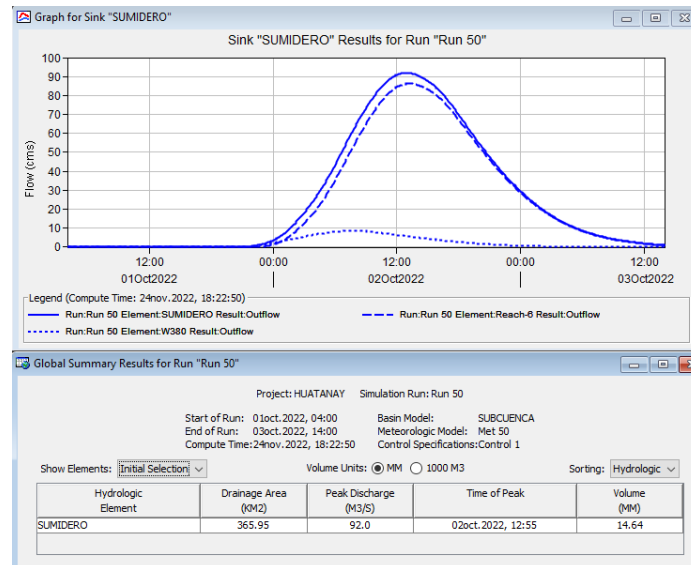 Graph for Sink "SUMIDERO"
Sink "SUMIDERO" Results for Run "Run 50"
100
90
80
70
60
50
40
30
20
10
0
Flow (cms)
12:00 00:00 12:00 00:00 12:00
01Oct2022 | 02Oct2022 | 03Oct2022
Legend (Compute Time: 24nov.2022, 18:22:50)
Run:Run 50 Element:SUMIDERO Result:Outflow Run:Run 50 Element:Reach-6 Result:Outflow
Run:Run 50 Element:W380 Result:Outflow
Global Summary Results for Run "Run 50"
Project: HUATANAY Simulation Run: Run 50
Start of Run: 01oct.2022, 04:00 Basin Model: SUBCUENCA
End of Run: 03oct.2022, 14:00 Meteorologic Model: Met 50
Compute Time:24nov.2022, 18:22:50 Control Specifications:Control 1
Show Elements: Initial Selection Volume Units: MM 1000 M3 Sorting: Hydrologic
Hydrologic Element Drainage Area (KM2) Peak Discharge (M3/S) Time of Peak Volume (MM)
SUMIDERO 365.95 92.0 02oct.2022, 12:55 14.64